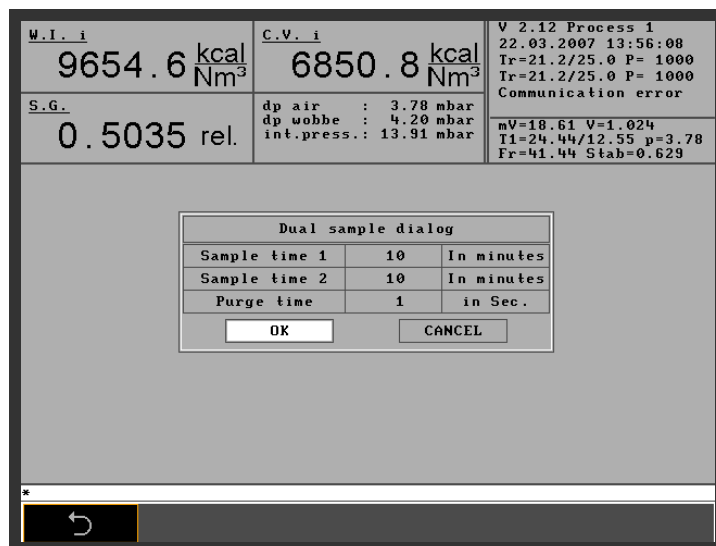 W.I. i
9654.6 kcal
Nm³
C.V. i
6850.8 kcal
Nm³
V 2.12 Process 1
22.03.2007 13:56:08
Tr=21.2/25.0 P= 1000
Tr=21.2/25.0 P= 1000
Communication error
S.G.
0.5035 rel.
dp air : 3.78 mbar
dp wobbe : 4.20 mbar
int.press.: 13.91 mbar
mV=18.61 V=1.024
T1=24.44/12.55 p=3.78
Fr=41.44 Stab=0.629
Dual sample dialog
Sample time 1 10 In minutes
Sample time 2 10 In minutes
Purge time 1 in Sec.
OK CANCEL
*